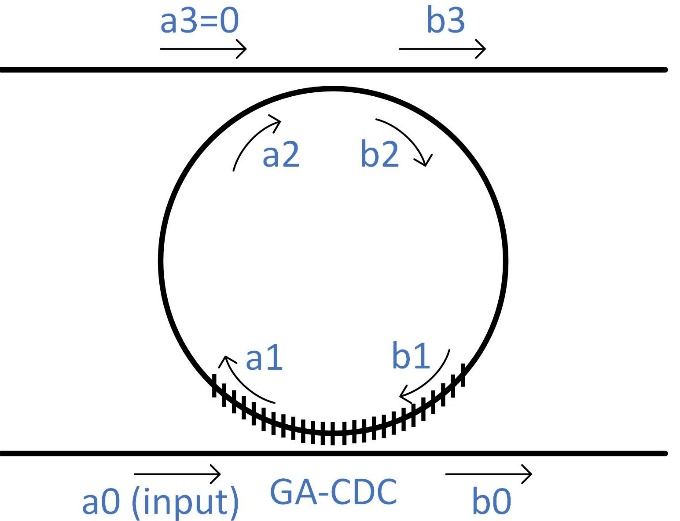 a3=0
b3
a2
b2
a1
b1
a0 (input)
GA-CDC
b0